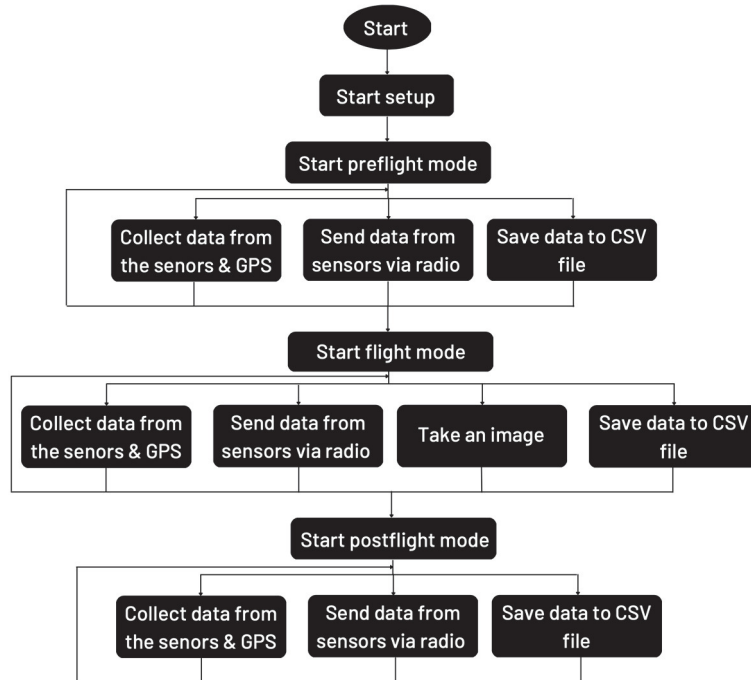 Start
Start setup
Start preflight mode
Collect data from
the senors & GPS
Send data from
sensors via radio
Save data to CSV
file
Start flight mode
Collect data from
the senors & GPS
Send data from
sensors via radio
Take an image
Save data to CSV
file
Start postflight mode
Collect data from
the senors & GPS
Send data from
sensors via radio
Save data to CSV
file